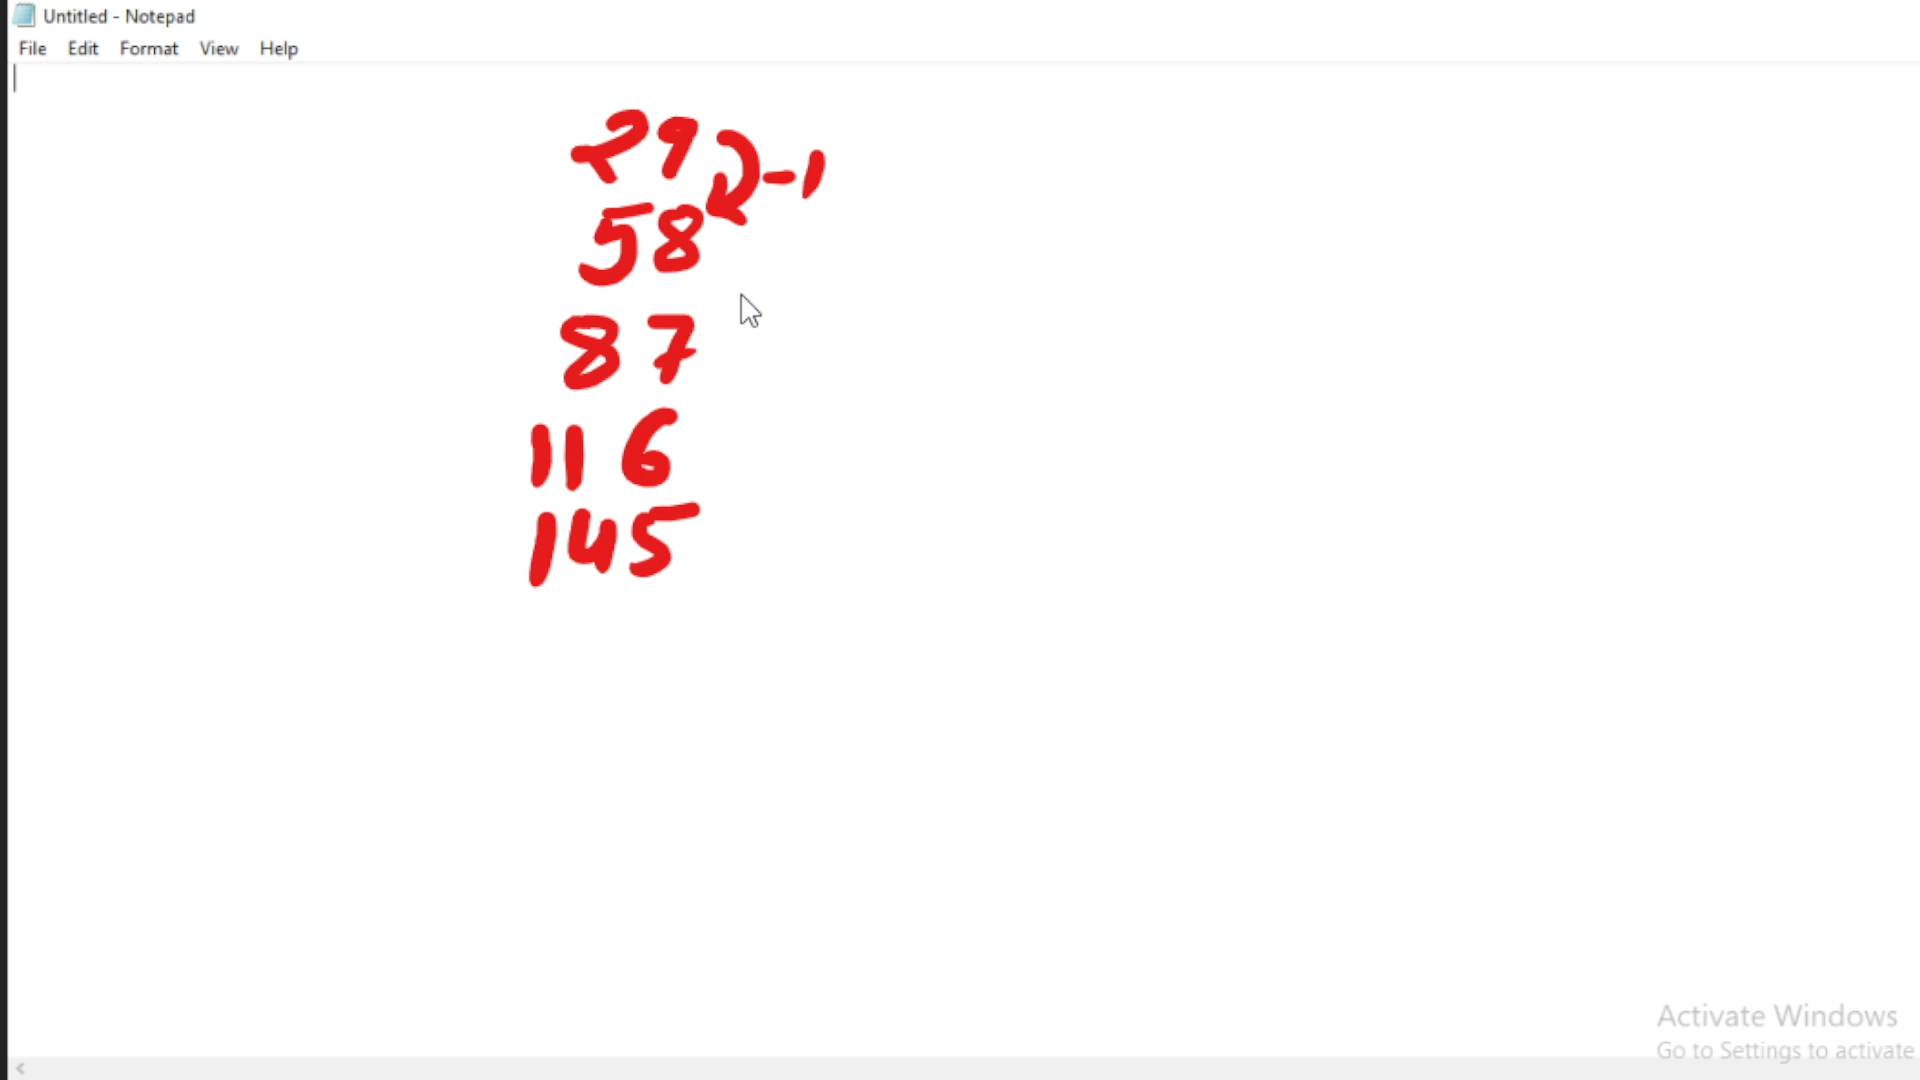 Untitled - Notepad
File Edit Format View Help
29
-1
58
87
116
145
Activate Windows
Go to Settings to activate